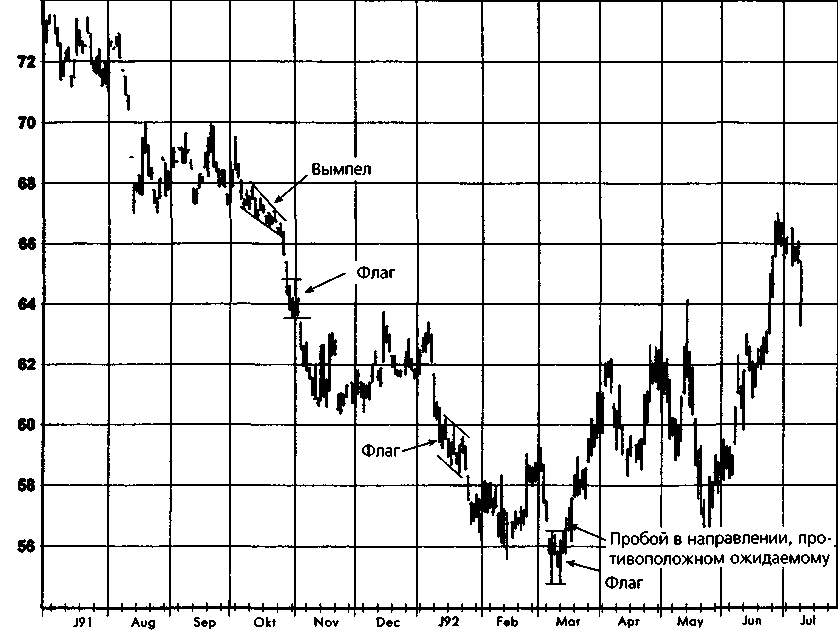 72
70
68
66
64
62
60
58
56
Вымпел
Флаг
Флаг
Пробой в направлении, про-
тивоположном ожидаемому
Флаг
J91 Aug Sep Okt Nov Dec J92 Feb Mar Apr May Jun Jul